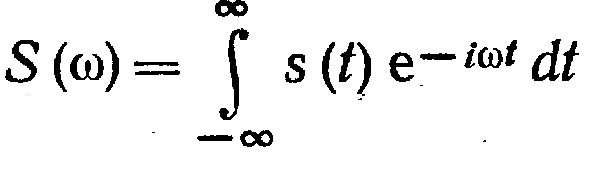 S (ω) = ∫_{-∞}^{∞} s (t) e^{-iωt} dt